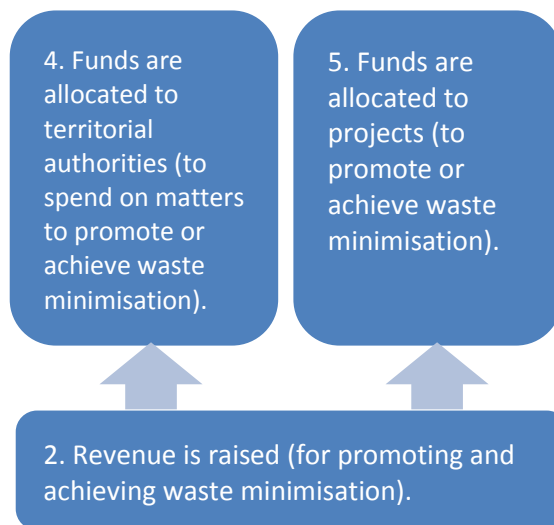 4. Funds are
allocated to
territorial
authorities (to
spend on matters
to promote or
achieve waste
minimisation).
5. Funds are
allocated to
projects (to
promote or
achieve waste
minimisation).
2. Revenue is raised (for promoting and
achieving waste minimisation).